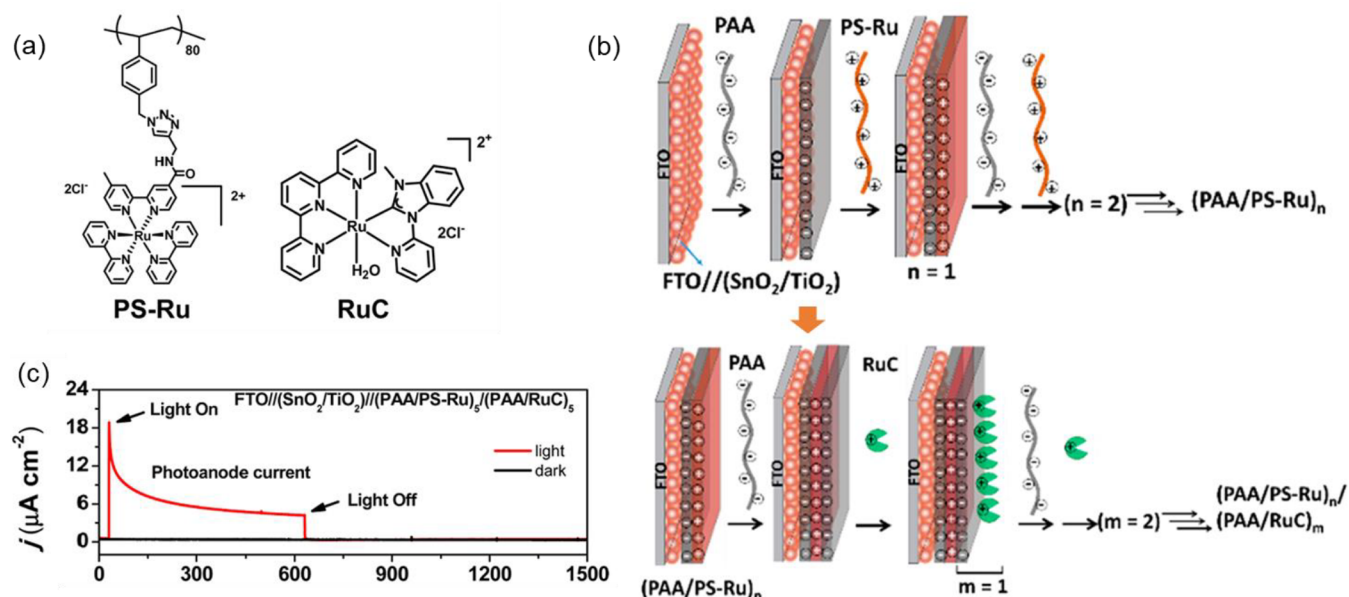 (a)
80
N
N=N
HN
O
2Cl⁻
2+
N
N
N
N
Ru
N
N
PS-Ru
2+
N
N
N
N
Ru
N
N
2Cl⁻
H₂O
RuC
(b)
PAA
PS-Ru
FTO
FTO
FTO
(n = 2)
(PAA/PS-Ru)ₙ
FTO//(SnO₂/TiO₂)
n = 1
PAA
RuC
FTO
FTO
FTO
(m = 2)
(PAA/PS-Ru)ₙ/
(PAA/RuC)ₘ
(PAA/PS-Ru)ₙ
m = 1
(c)
j (μA cm⁻²)
24
18
12
6
0
FTO//(SnO₂/TiO₂)//(PAA/PS-Ru)₅/(PAA/RuC)₅
Light On
light
dark
Photoanode current
Light Off
0 300 600 900 1200 1500